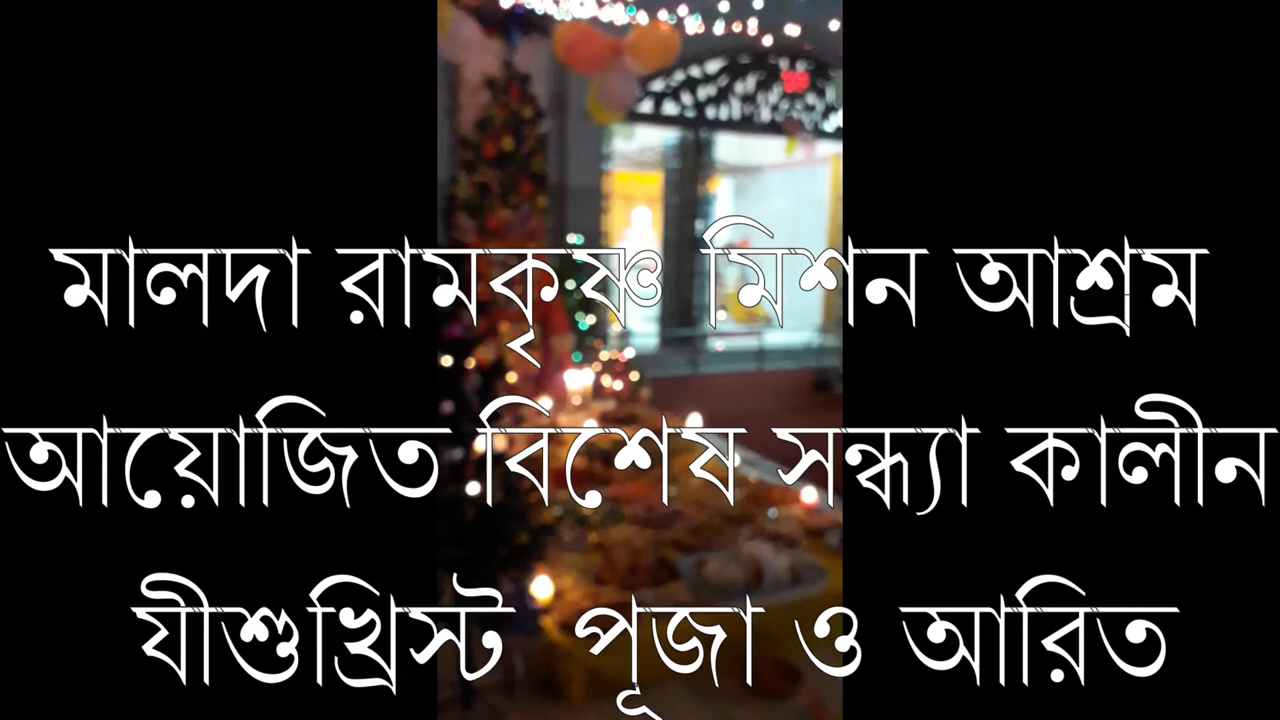 মালদা রামকৃষ্ণ মিশন আশ্রম
আয়োজিত বিশেষ সন্ধ্যা কালীন
যীশুখ্রিস্ট পূজা ও আরিত